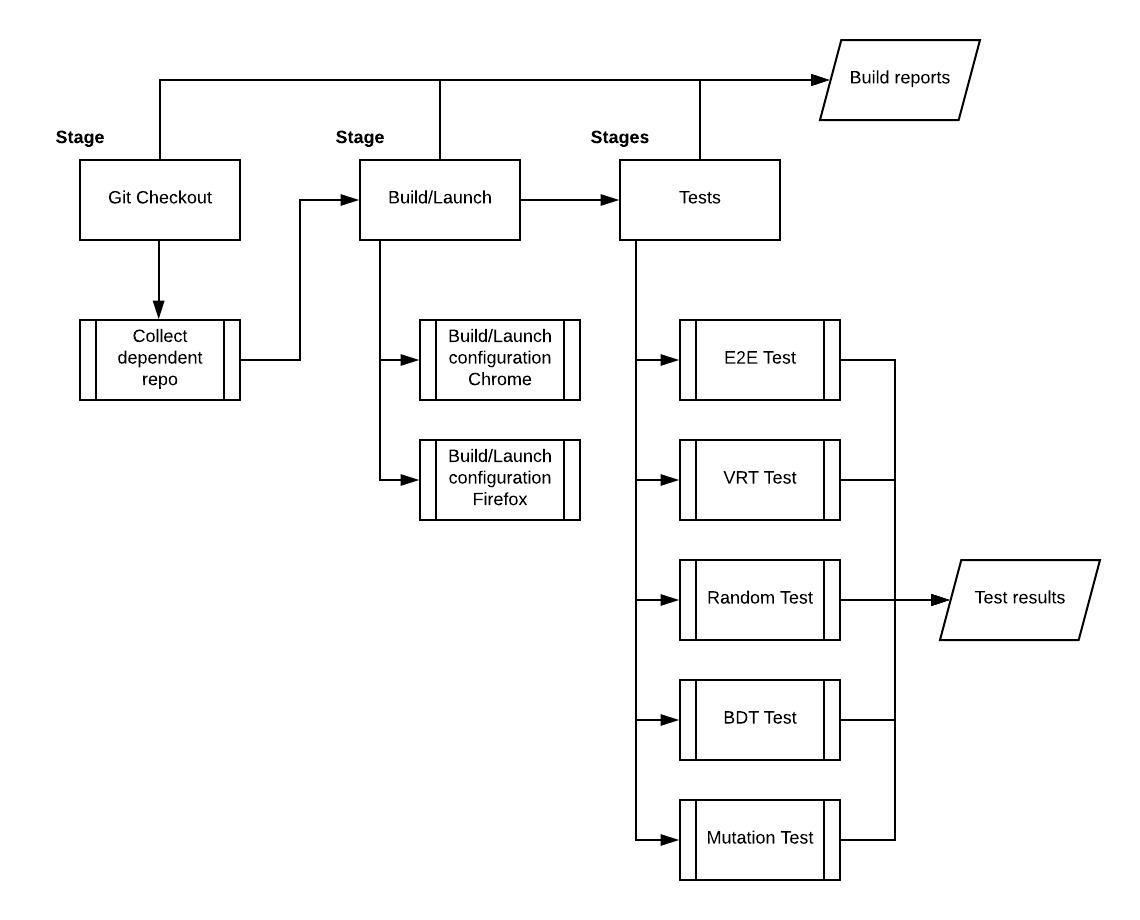 Build reports
Stage
Stage
Stages
Git Checkout
Build/Launch
Tests
Collect
dependent
repo
Build/Launch
configuration
Chrome
E2E Test
Build/Launch
configuration
Firefox
VRT Test
Random Test
Test results
BDT Test
Mutation Test